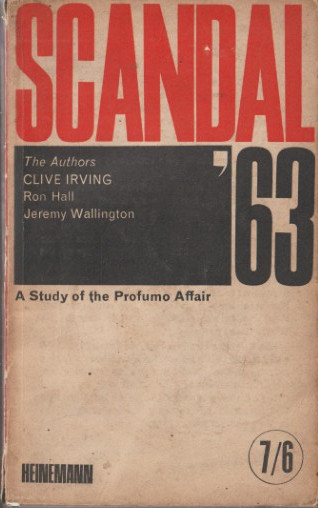 SCANDAL
'63
The Authors
CLIVE IRVING
Ron Hall
Jeremy Wallington
A Study of the Profumo Affair
HEINEMANN
7/6